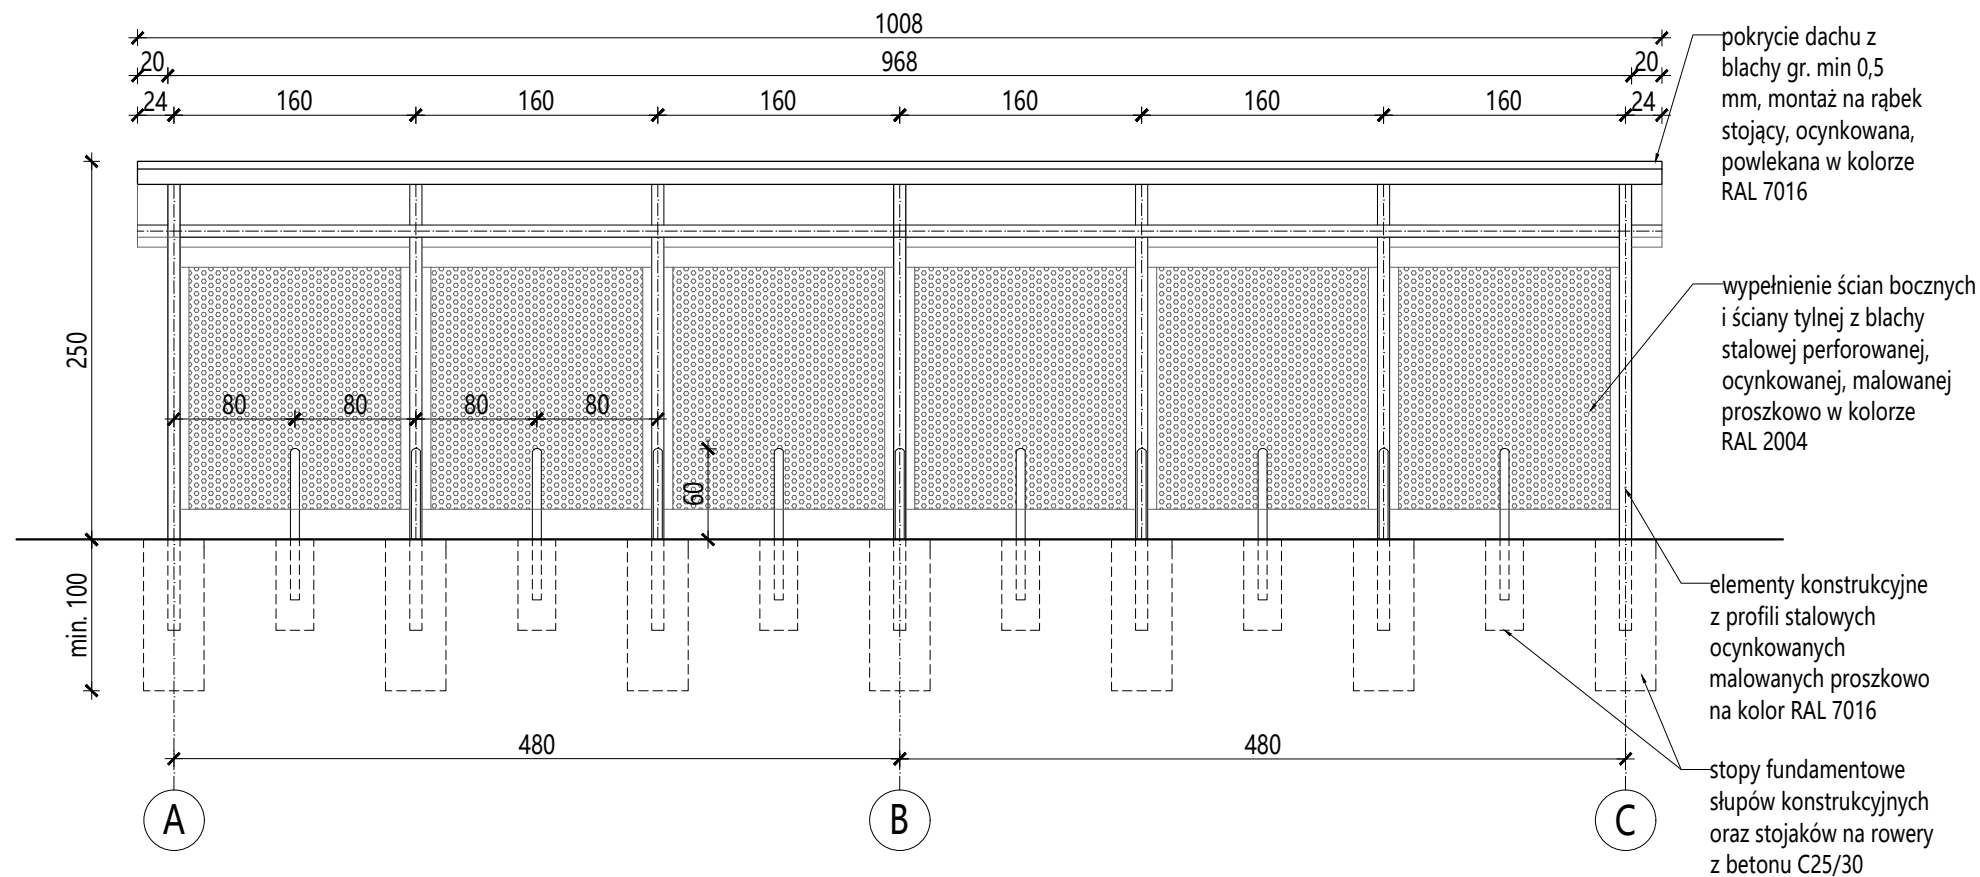 1008
20 968 20
24 160 160 160 160 160 160 24
pokrycie dachu z
blachy gr. min 0,5
mm, montaż na rąbek
stojący, ocynkowana,
powlekana w kolorze
RAL 7016
250
wypełnienie ścian bocznych
i ściany tylnej z blachy
stalowej perforowanej,
ocynkowanej, malowanej
proszkowo w kolorze
RAL 2004
80 80 80 80
60
min. 100
elementy konstrukcyjne
z profili stalowych
ocynkowanych
malowanych proszkowo
na kolor RAL 7016
480 480
stopy fundamentowe
słupów konstrukcyjnych
oraz stojaków na rowery
z betonu C25/30
A B C